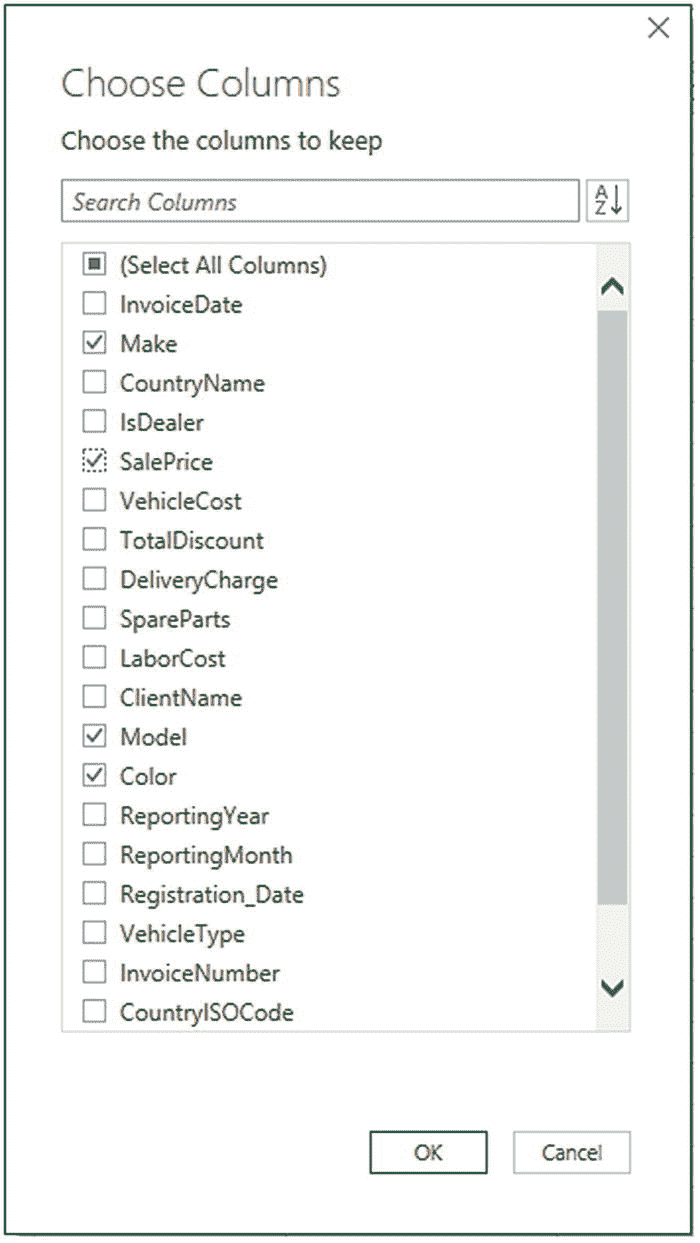 Choose Columns
Choose the columns to keep
Search Columns
A
Z
(Select All Columns)
InvoiceDate
Make
CountryName
IsDealer
SalePrice
VehicleCost
TotalDiscount
DeliveryCharge
SpareParts
LaborCost
ClientName
Model
Color
ReportingYear
ReportingMonth
Registration_Date
VehicleType
InvoiceNumber
CountryISOCode
OK Cancel